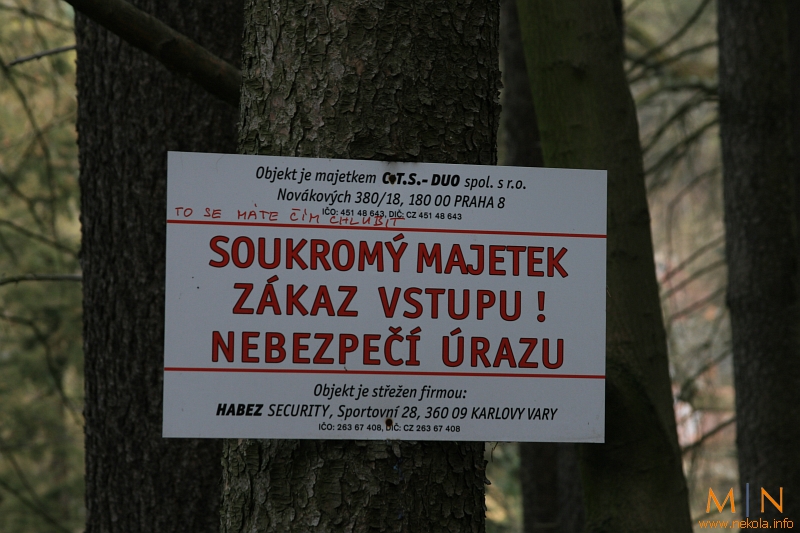 Objekt je majetkem C.T.S.- DUO spol. s r.o.
Novákových 380/18, 180 00 PRAHA 8
IČO: 451 48 643, DIČ: CZ 451 48 643
TO SE MÁTE ČÍM CHLUBIT
SOUKROMÝ MAJETEK
ZÁKAZ VSTUPU !
NEBEZPEČÍ ÚRAZU
Objekt je střežen firmou:
HABEZ SECURITY, Sportovní 28, 360 09 KARLOVY VARY
IČO: 263 67 408, DIČ: CZ 263 67 408
M|N
www.nekola.info